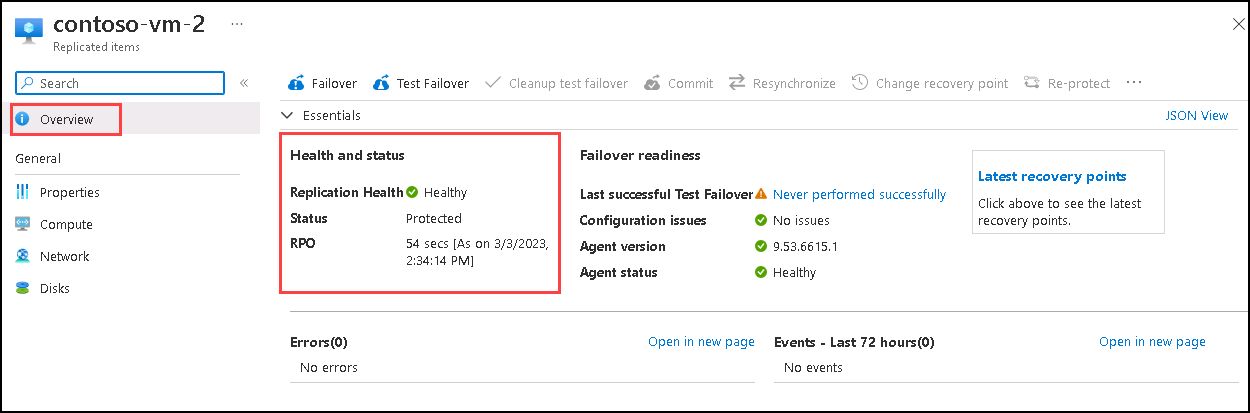 contoso-vm-2 ...
Replicated items
Search
Overview
General
Properties
Compute
Network
Disks
Failover Test Failover Cleanup test failover Commit Resynchronize Change recovery point Re-protect ...
Essentials JSON View
Health and status
Replication Health Healthy
Status Protected
RPO 54 secs [As on 3/3/2023,
2:34:14 PM]
Failover readiness
Last successful Test Failover Never performed successfully
Configuration issues No issues
Agent version 9.53.6615.1
Agent status Healthy
Latest recovery points
Click above to see the latest
recovery points.
Errors(0) Open in new page
No errors
Events - Last 72 hours(0) Open in new page
No events